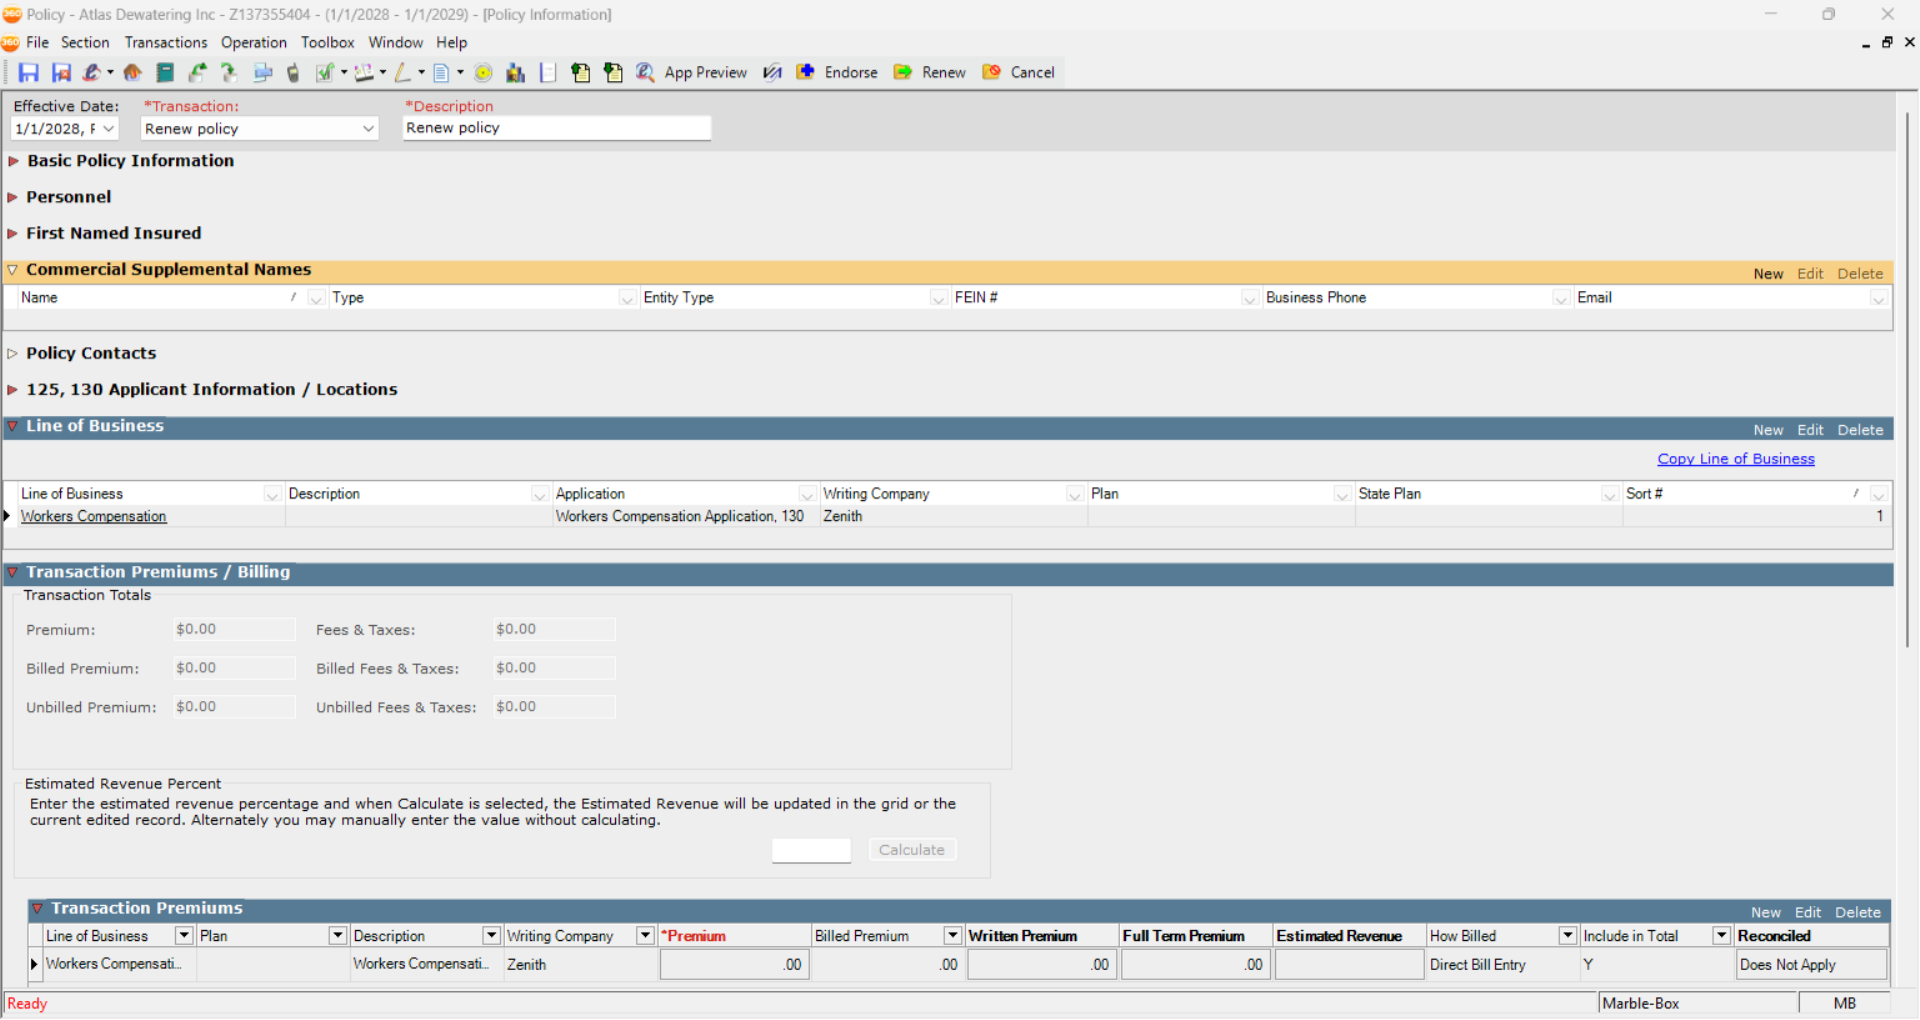 Policy - Atlas Dewatering Inc - Z137355404 - (1/1/2028 - 1/1/2029) - [Policy Information]
File Section Transactions Operation Toolbox Window Help
App Preview Endorse Renew Cancel
Effective Date: *Transaction: *Description
1/1/2028, F Renew policy Renew policy
Basic Policy Information
Personnel
First Named Insured
Commercial Supplemental Names New Edit Delete
Name / Type Entity Type FEIN # Business Phone Email
Policy Contacts
125, 130 Applicant Information / Locations
Line of Business New Edit Delete
Copy Line of Business
Line of Business Description Application Writing Company Plan State Plan Sort # /
Workers Compensation Workers Compensation Application, 130 Zenith 1
Transaction Premiums / Billing
Transaction Totals
Premium: $0.00 Fees & Taxes: $0.00
Billed Premium: $0.00 Billed Fees & Taxes: $0.00
Unbilled Premium: $0.00 Unbilled Fees & Taxes: $0.00
Estimated Revenue Percent
Enter the estimated revenue percentage and when Calculate is selected, the Estimated Revenue will be updated in the grid or the
current edited record. Alternately you may manually enter the value without calculating.
Calculate
Transaction Premiums New Edit Delete
Line of Business Plan Description Writing Company *Premium Billed Premium Written Premium Full Term Premium Estimated Revenue How Billed Include in Total Reconciled
Workers Compensati... Workers Compensati... Zenith .00 .00 .00 .00 Direct Bill Entry Y Does Not Apply
Ready Marble-Box MB